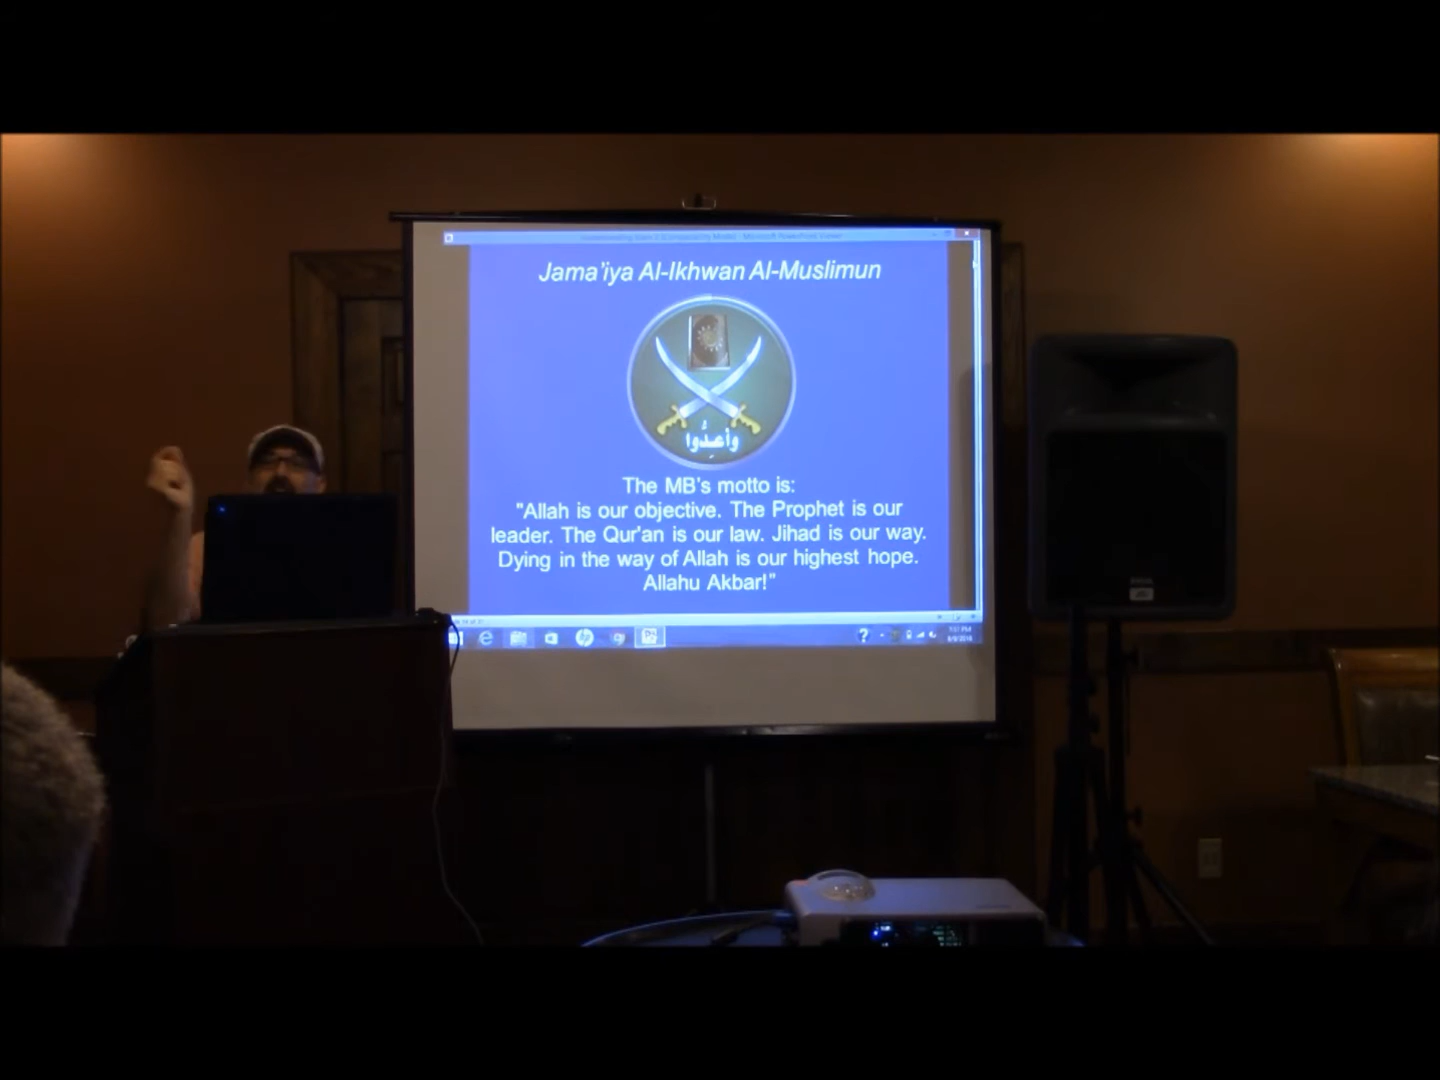 Jama'iya Al-Ikhwan Al-Muslimun
وأعدوا
The MB's motto is:
"Allah is our objective. The Prophet is our
leader. The Qur'an is our law. Jihad is our way.
Dying in the way of Allah is our highest hope.
Allahu Akbar!"